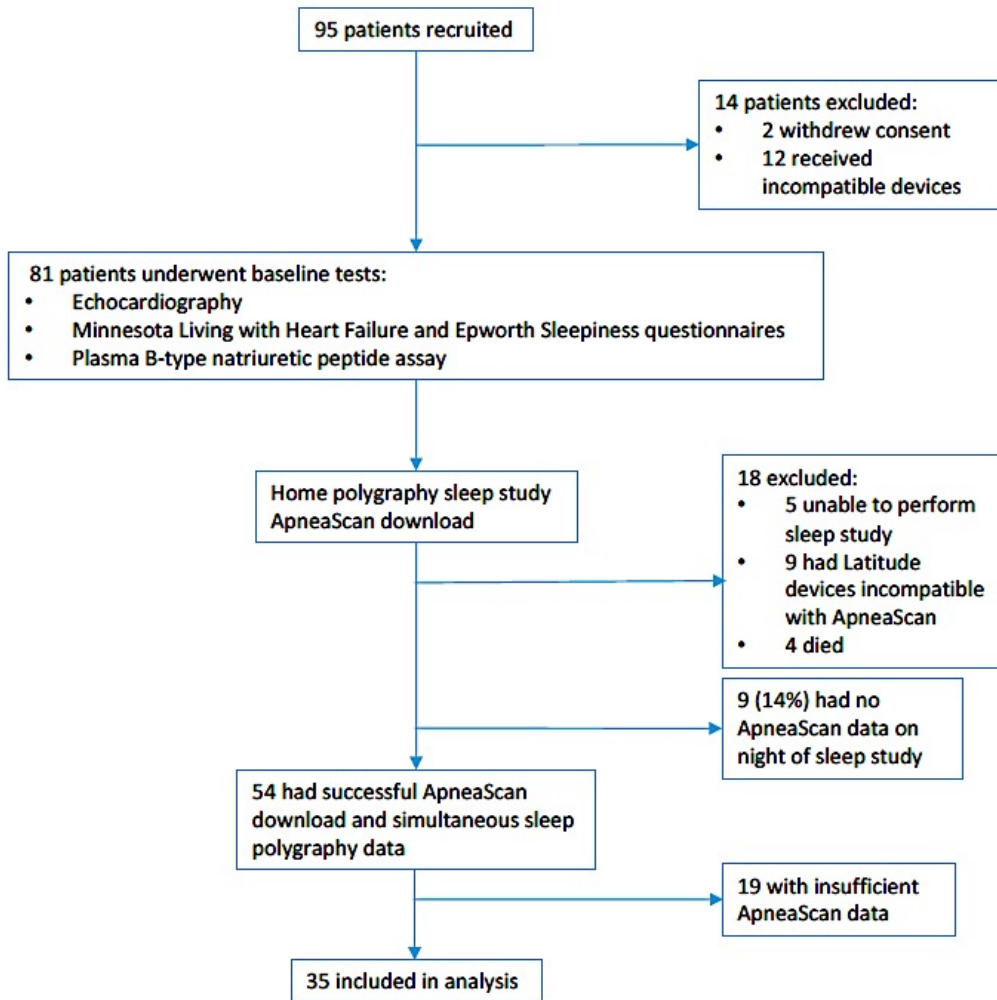 95 patients recruited
14 patients excluded:
• 2 withdrew consent
• 12 received
incompatible devices
81 patients underwent baseline tests:
• Echocardiography
• Minnesota Living with Heart Failure and Epworth Sleepiness questionnaires
• Plasma B-type natriuretic peptide assay
Home polygraphy sleep study
ApneaScan download
18 excluded:
• 5 unable to perform
sleep study
• 9 had Latitude
devices incompatible
with ApneaScan
• 4 died
9 (14%) had no
ApneaScan data on
night of sleep study
54 had successful ApneaScan
download and simultaneous sleep
polygraphy data
19 with insufficient
ApneaScan data
35 included in analysis